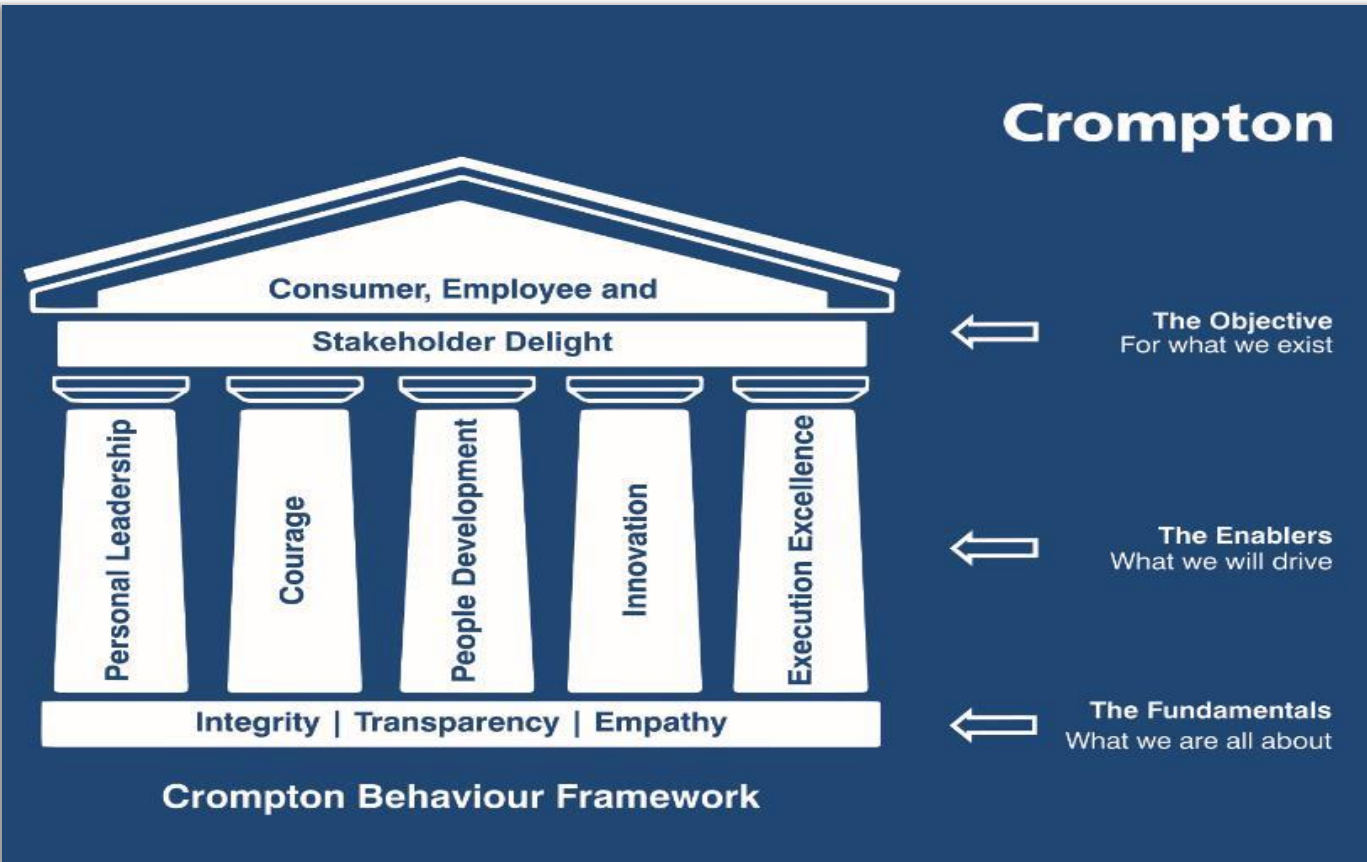 Crompton
Consumer, Employee and
Stakeholder Delight
The Objective
For what we exist
Personal Leadership
Courage
People Development
Innovation
Execution Excellence
The Enablers
What we will drive
Integrity | Transparency | Empathy
The Fundamentals
What we are all about
Crompton Behaviour Framework